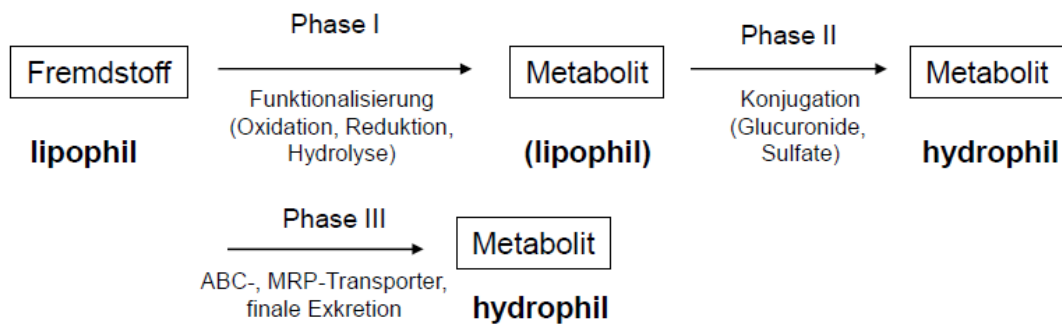 Phase I
Phase II
Fremdstoff
Metabolit
Metabolit
Funktionalisierung
(Oxidation, Reduktion,
Hydrolyse)
Konjugation
(Glucuronide,
Sulfate)
lipophil
(lipophil)
hydrophil
Phase III
Metabolit
ABC-, MRP-Transporter,
finale Exkretion
hydrophil